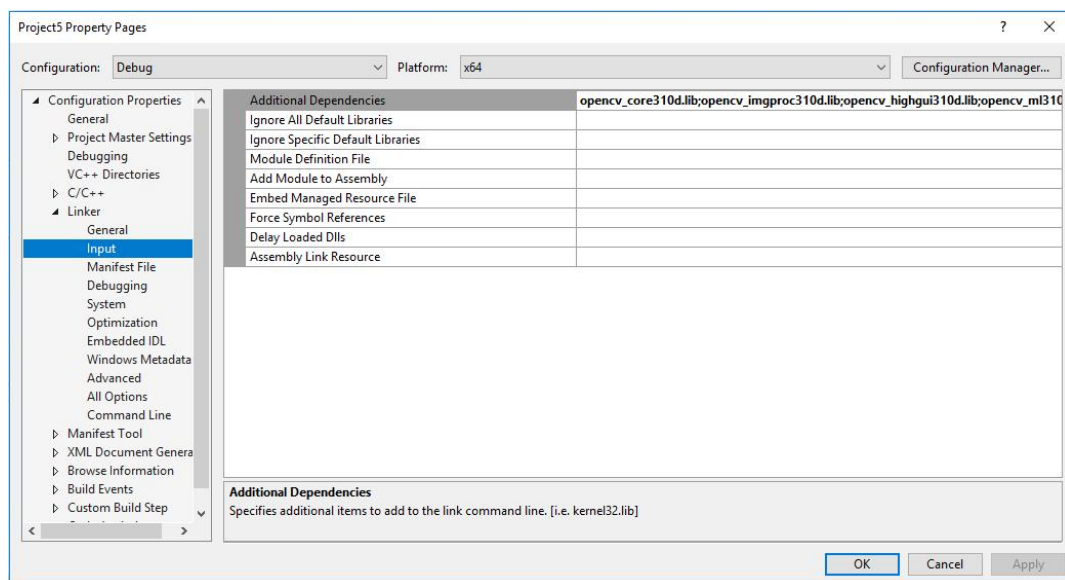 Project5 Property Pages
?
Configuration: Debug Platform: x64 Configuration Manager...
Configuration Properties
General
Project Master Settings
Debugging
VC++ Directories
C/C++
Linker
General
Input
Manifest File
Debugging
System
Optimization
Embedded IDL
Windows Metadata
Advanced
All Options
Command Line
Manifest Tool
XML Document Genera
Browse Information
Build Events
Custom Build Step
Additional Dependencies opencv_core310d.lib;opencv_imgproc310d.lib;opencv_highgui310d.lib;opencv_ml310
Ignore All Default Libraries
Ignore Specific Default Libraries
Module Definition File
Add Module to Assembly
Embed Managed Resource File
Force Symbol References
Delay Loaded Dlls
Assembly Link Resource
Additional Dependencies
Specifies additional items to add to the link command line. [i.e. kernel32.lib]
OK Cancel Apply